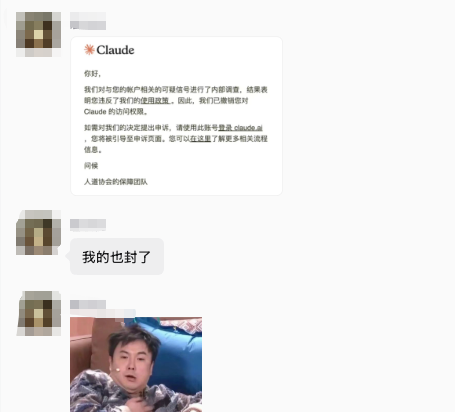 Claude
你好，
我们对与您的帐户相关的可疑信号进行了内部调查，结果表
明您违反了我们的使用政策 。因此，我们已撤销您对
Claude 的访问权限。
如需对我们的决定提出申诉，请使用此账号登录 claude.ai
，您将被引导至申诉页面。您可以在这里了解更多相关流程
信息。
问候
人道协会的保障团队
我的也封了